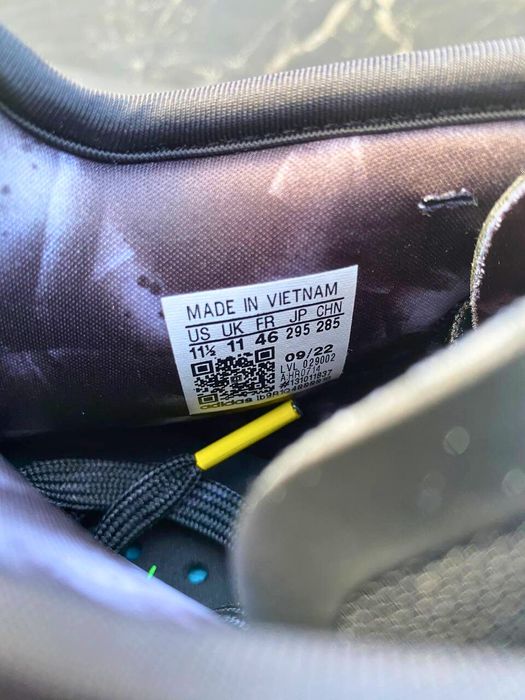 MADE IN VIETNAM
US UK FR JP CHN
11½ 11 46 295 285
09/22
LVL 029002
A:HR0714
#131011837
adidas